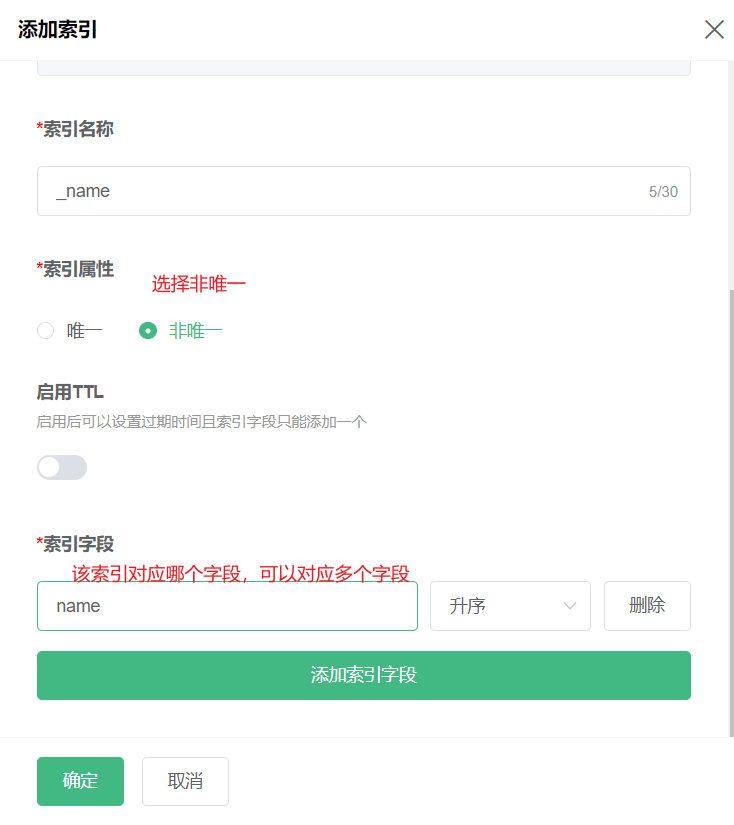 添加索引
*索引名称
_name 5/30
*索引属性
选择非唯一
唯一 非唯一
启用TTL
启用后可以设置过期时间且索引字段只能添加一个
*索引字段
该索引对应哪个字段，可以对应多个字段
name 升序 删除
添加索引字段
确定 取消